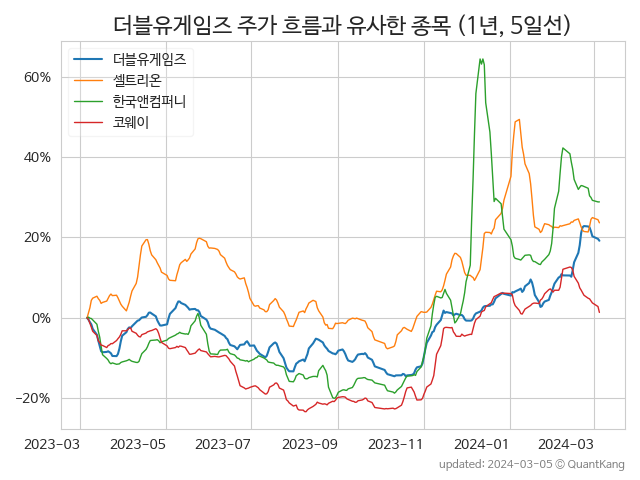 더블유게임즈 주가 흐름과 유사한 종목 (1년, 5일선)
더블유게임즈
셀트리온
한국앤컴퍼니
코웨이
60%
40%
20%
0%
−20%
2023-03 2023-05 2023-07 2023-09 2023-11 2024-01 2024-03
updated: 2024-03-05 © QuantKang